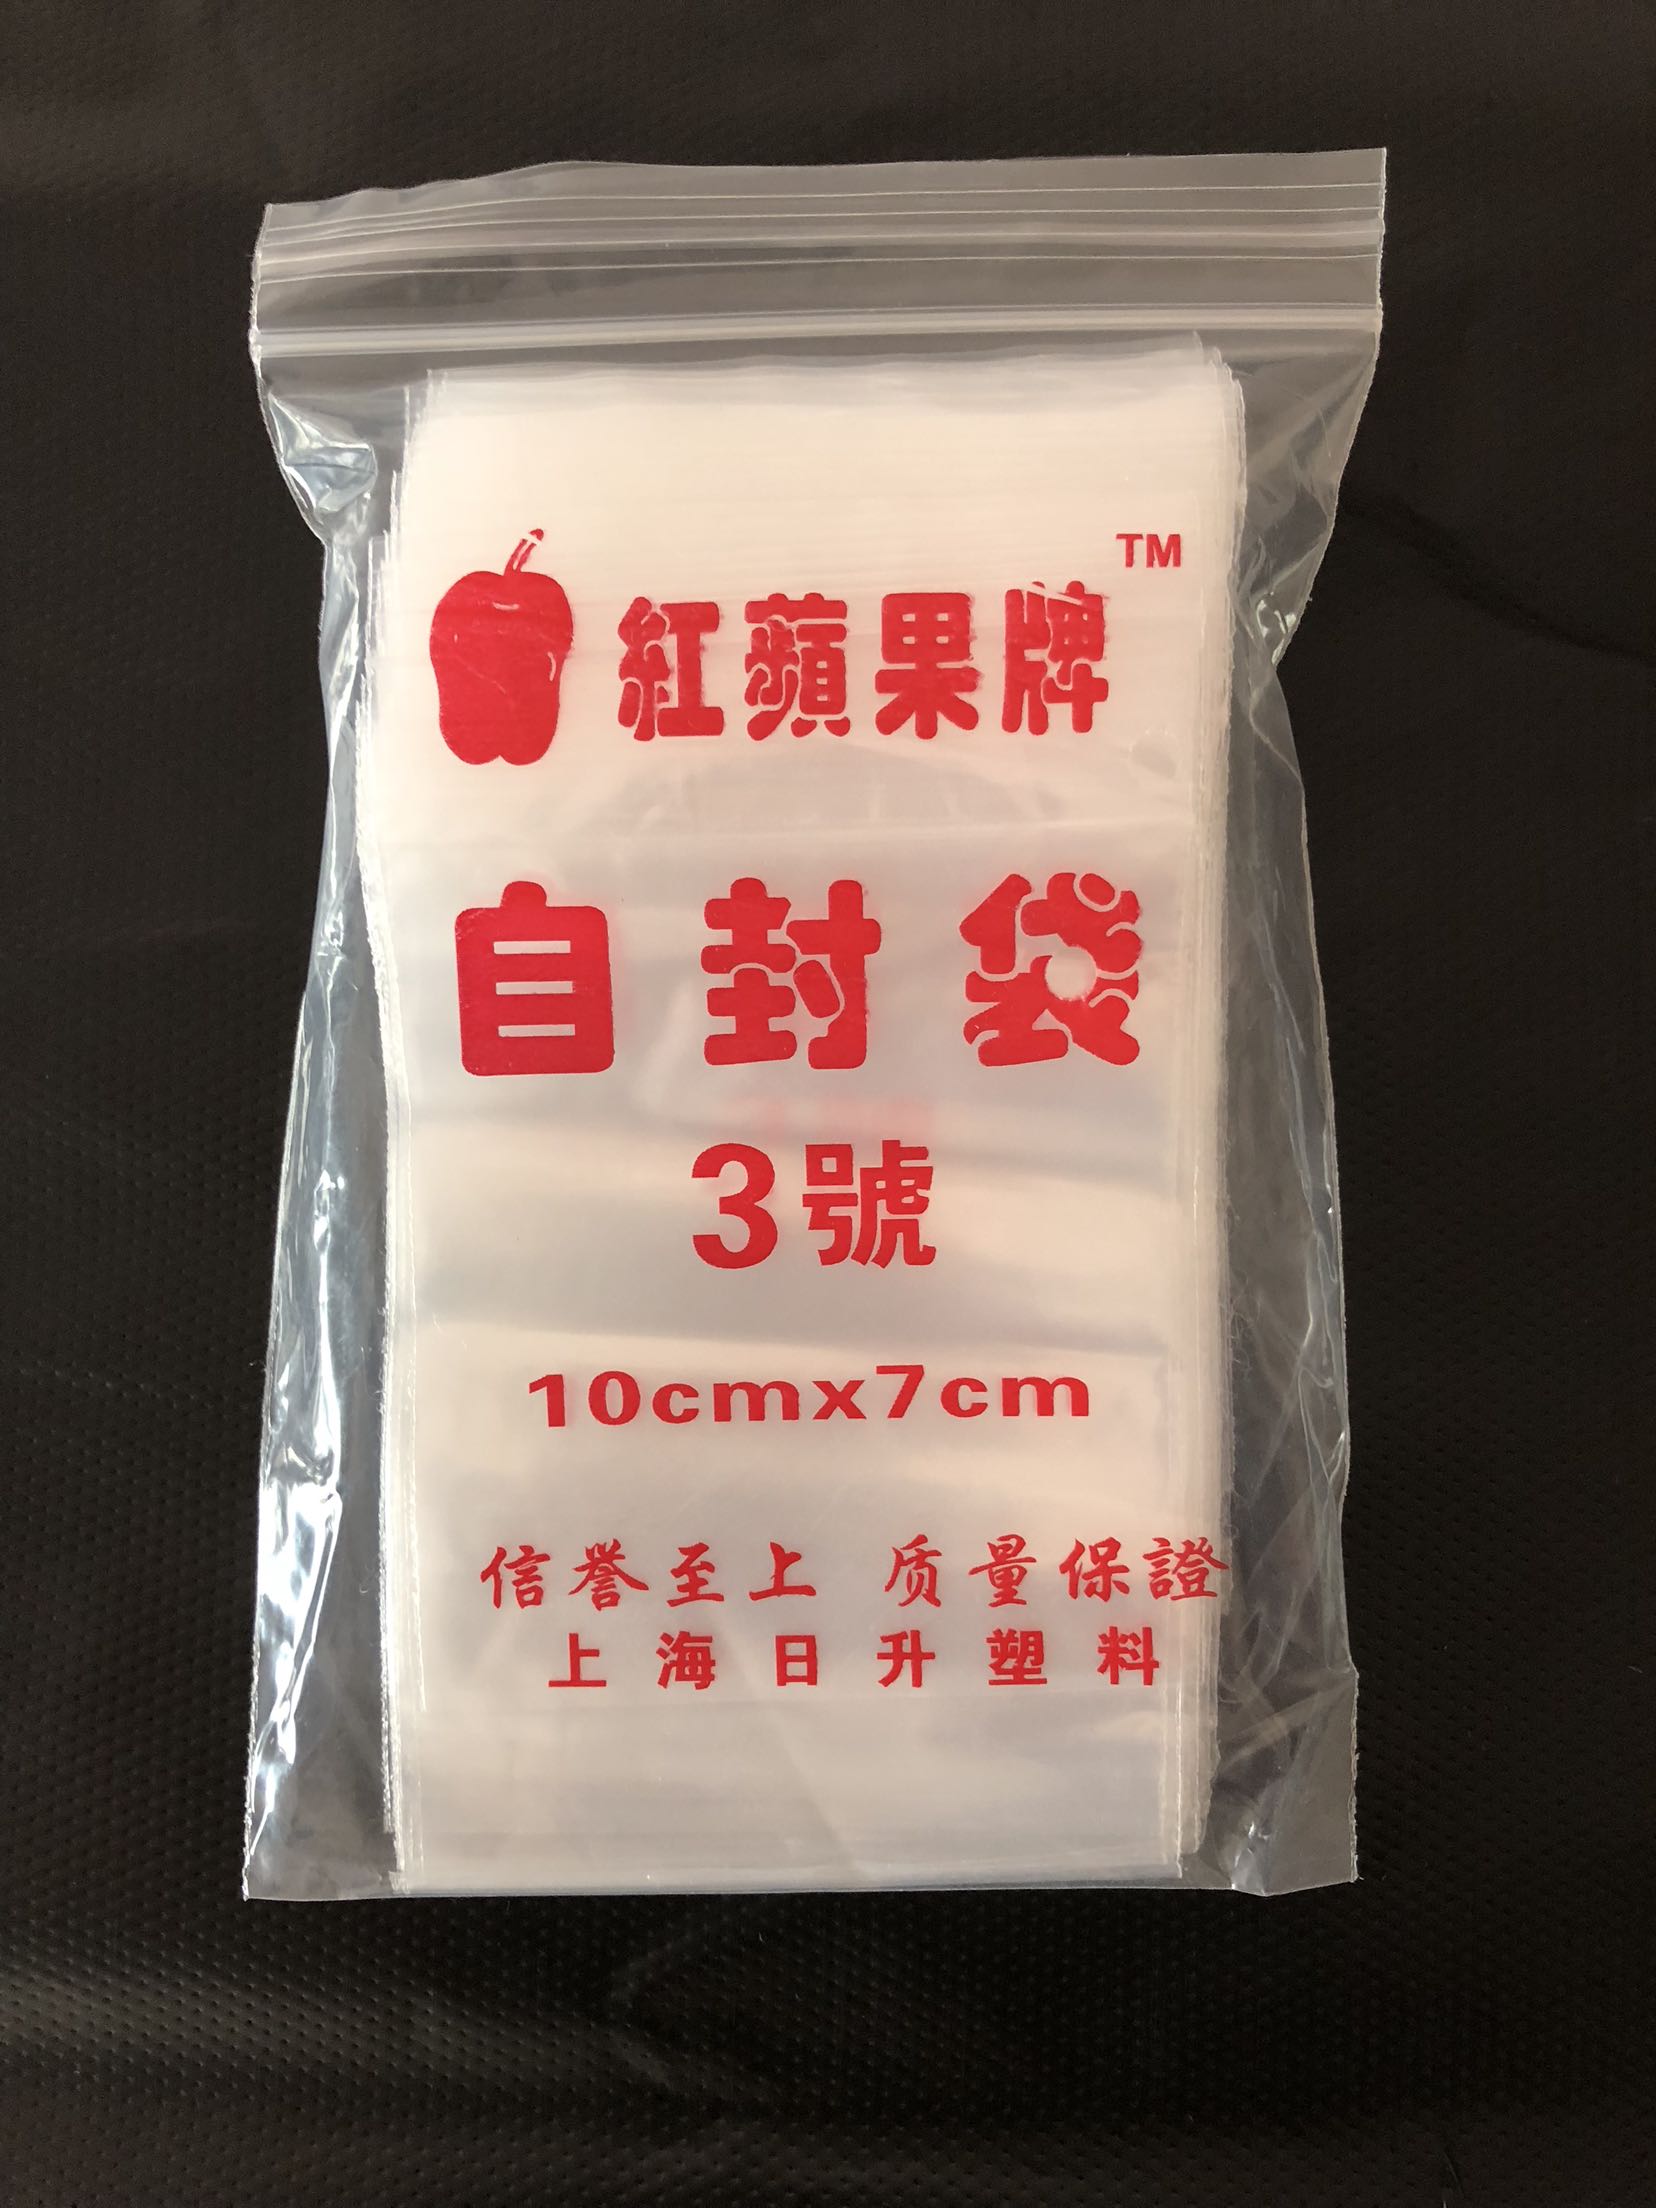 紅蘋果牌 TM
自封袋
3號
10cmx7cm
信誉至上 质量保證
上海日升塑料